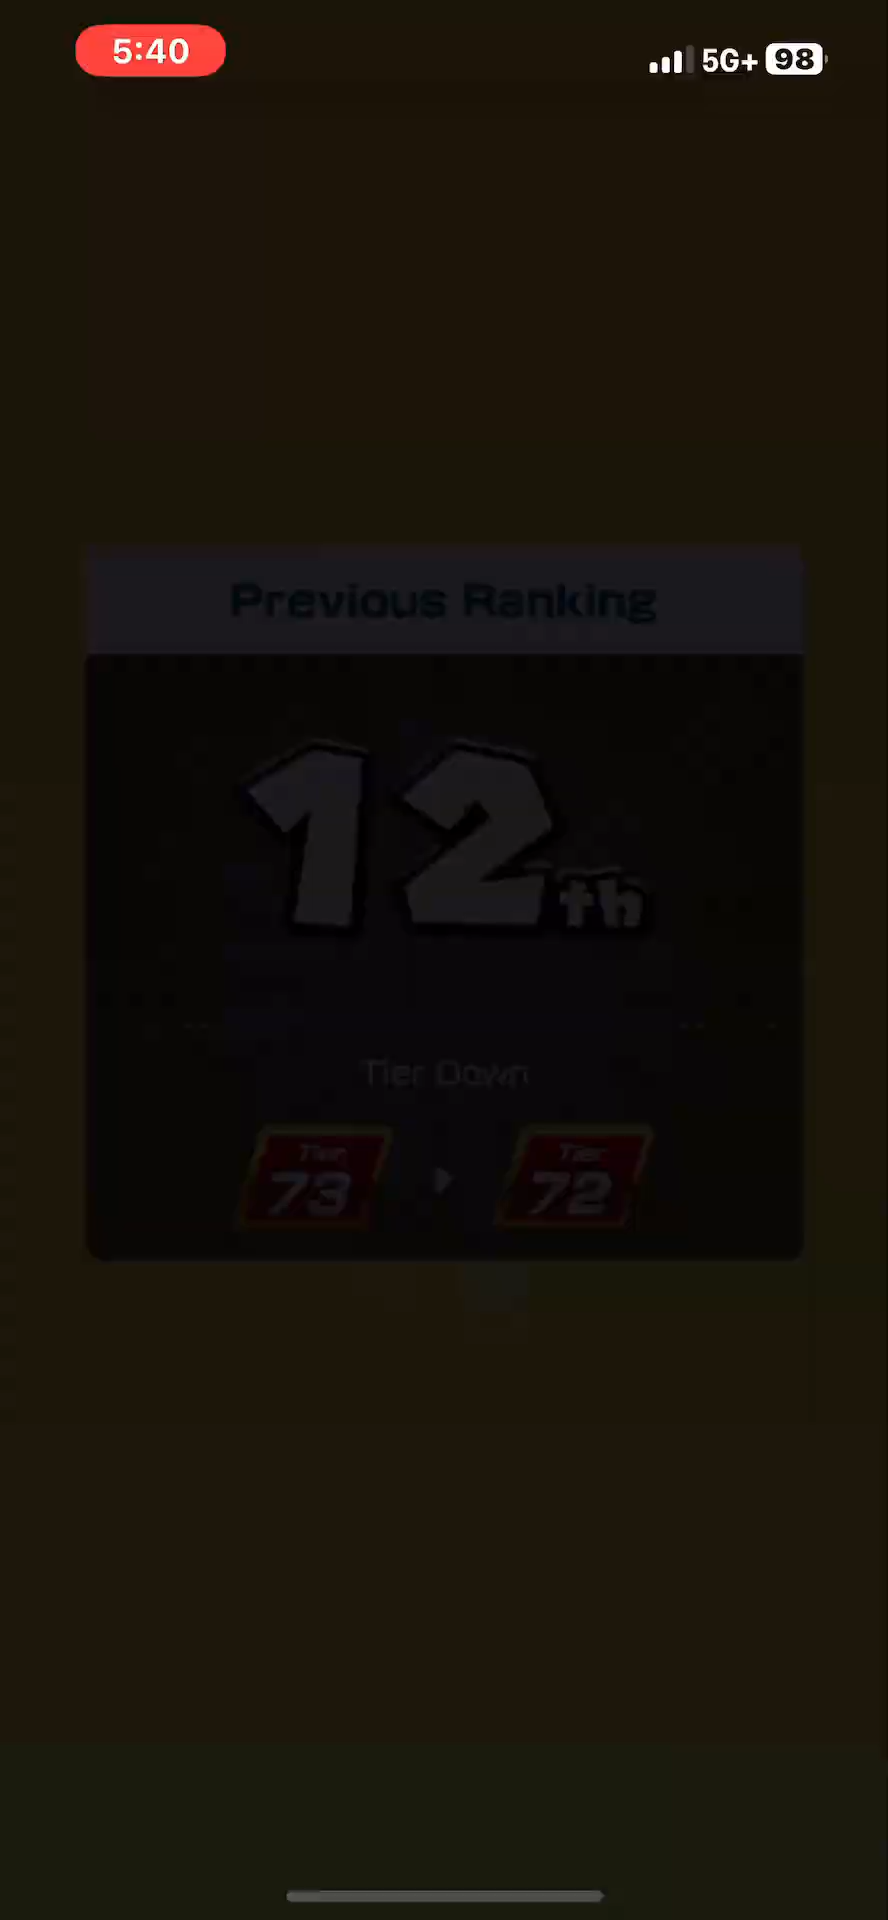 5:40
5G+ 98
Previous Ranking
12th
Tier Down
Tier Tier
73 72